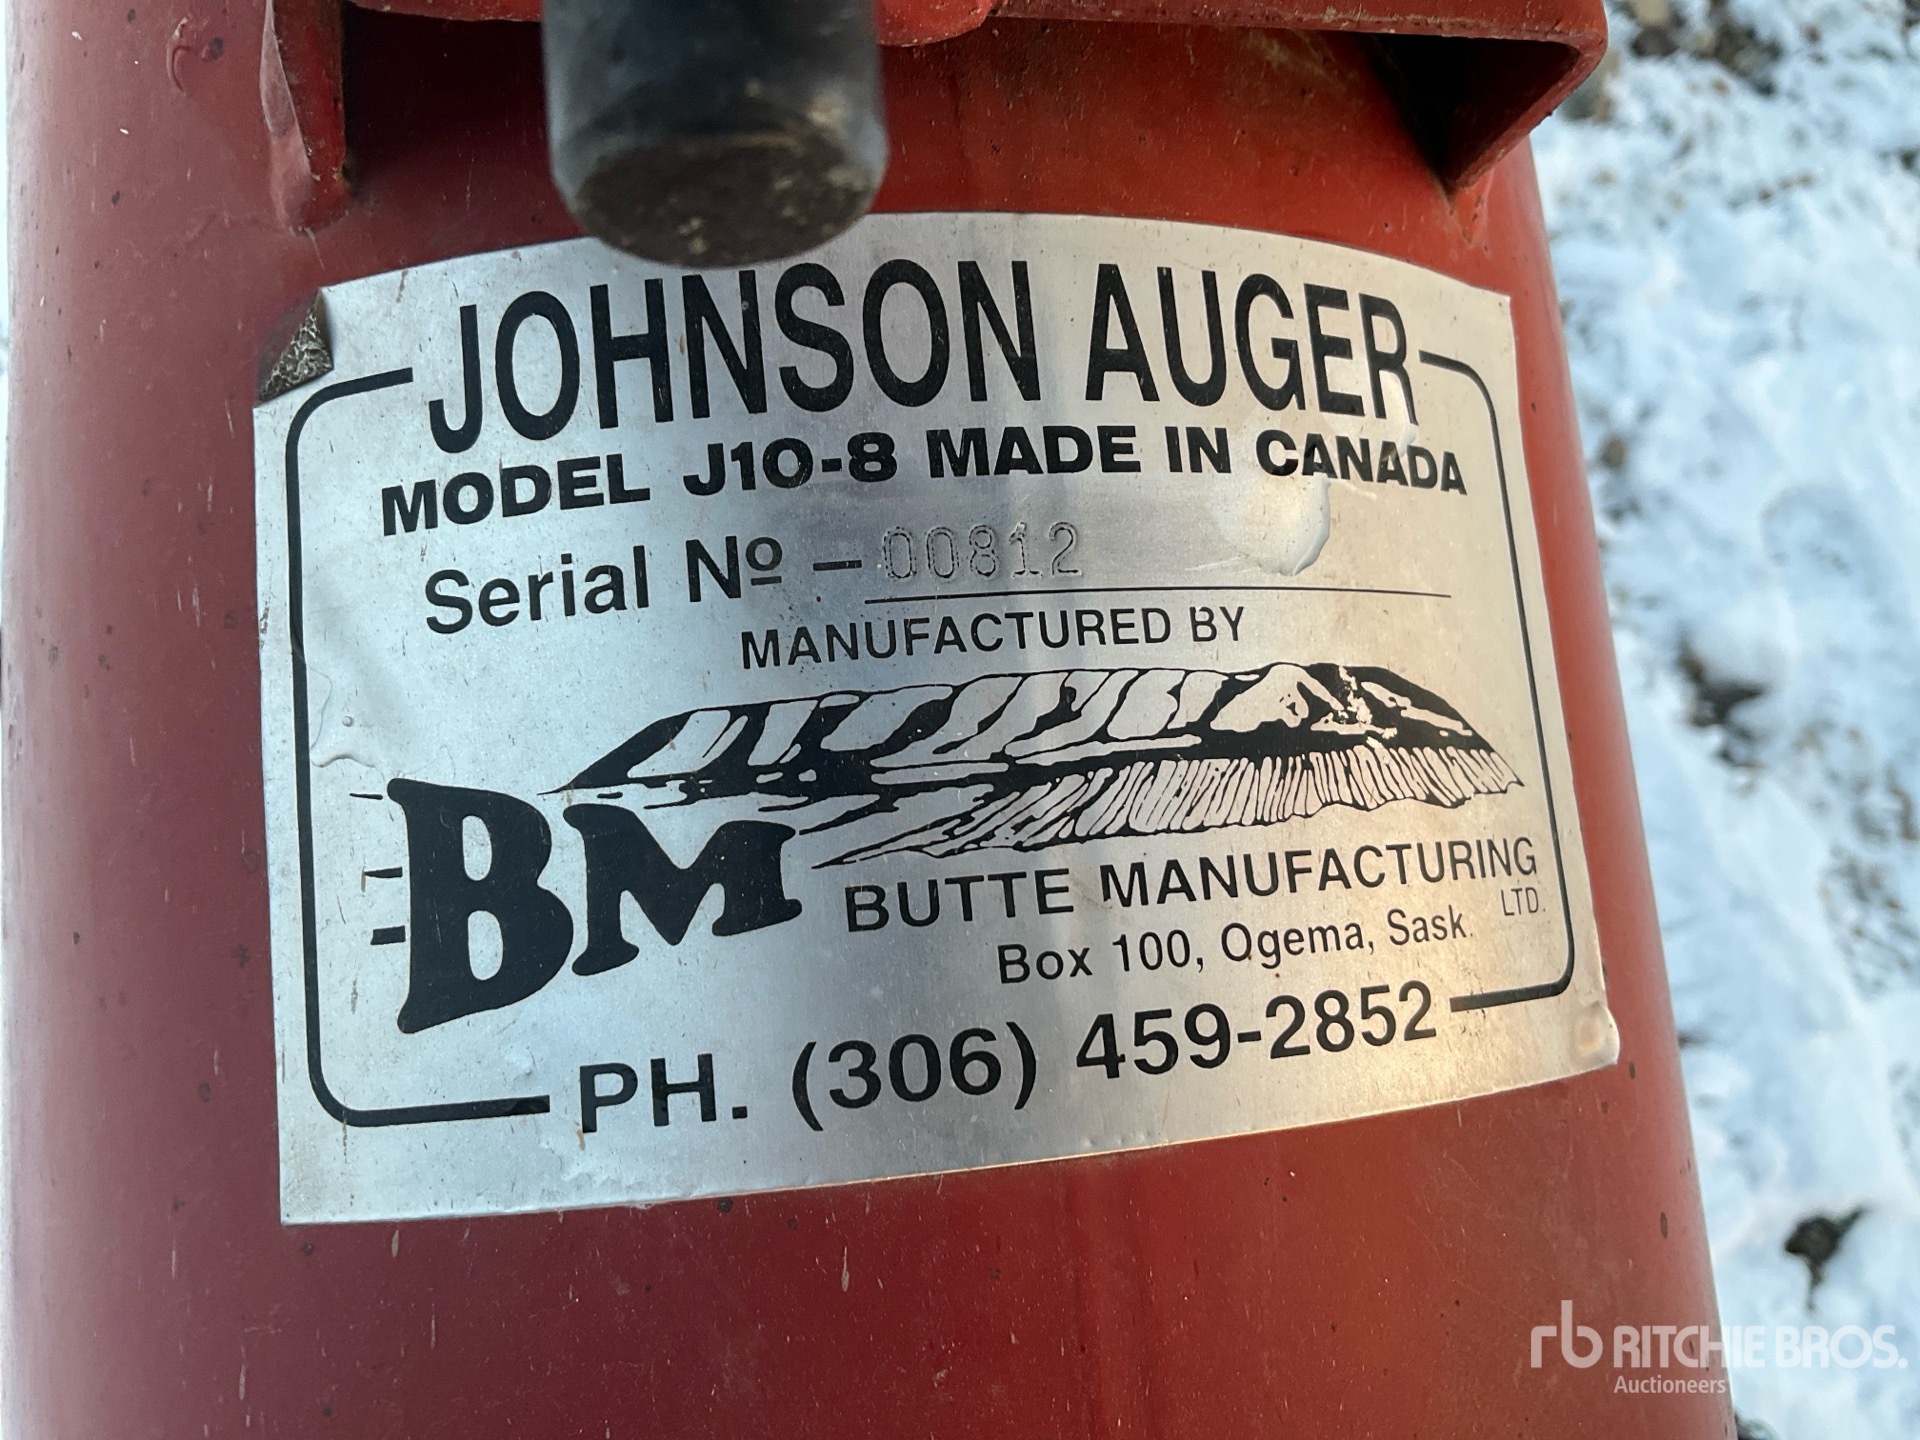 JOHNSON AUGER
MODEL J10-8 MADE IN CANADA
Serial Nº - 00812
MANUFACTURED BY
BM
BUTTE MANUFACTURING LTD.
Box 100, Ogema, Sask.
PH. (306) 459-2852
rb RITCHIE BROS.
Auctioneers